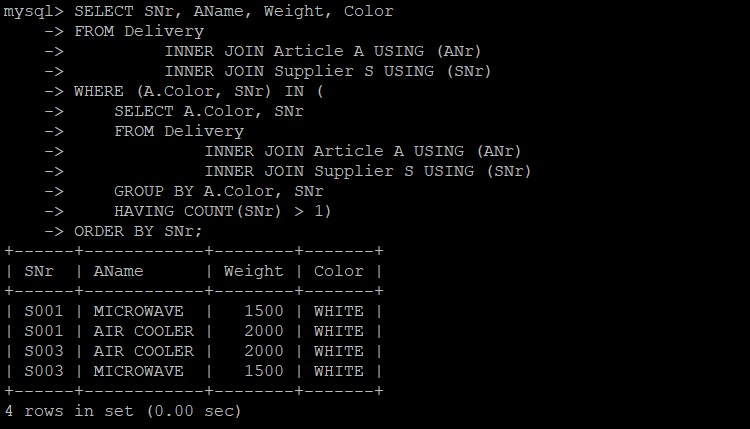 mysql> SELECT SNr, AName, Weight, Color
    -> FROM Delivery
    ->          INNER JOIN Article A USING (ANr)
    ->          INNER JOIN Supplier S USING (SNr)
    -> WHERE (A.Color, SNr) IN (
    ->     SELECT A.Color, SNr
    ->     FROM Delivery
    ->              INNER JOIN Article A USING (ANr)
    ->              INNER JOIN Supplier S USING (SNr)
    ->     GROUP BY A.Color, SNr
    ->     HAVING COUNT(SNr) > 1)
    -> ORDER BY SNr;
+------+------------+--------+-------+
| SNr  | AName      | Weight | Color |
+------+------------+--------+-------+
| S001 | MICROWAVE  |   1500 | WHITE |
| S001 | AIR COOLER |   2000 | WHITE |
| S003 | AIR COOLER |   2000 | WHITE |
| S003 | MICROWAVE  |   1500 | WHITE |
+------+------------+--------+-------+
4 rows in set (0.00 sec)